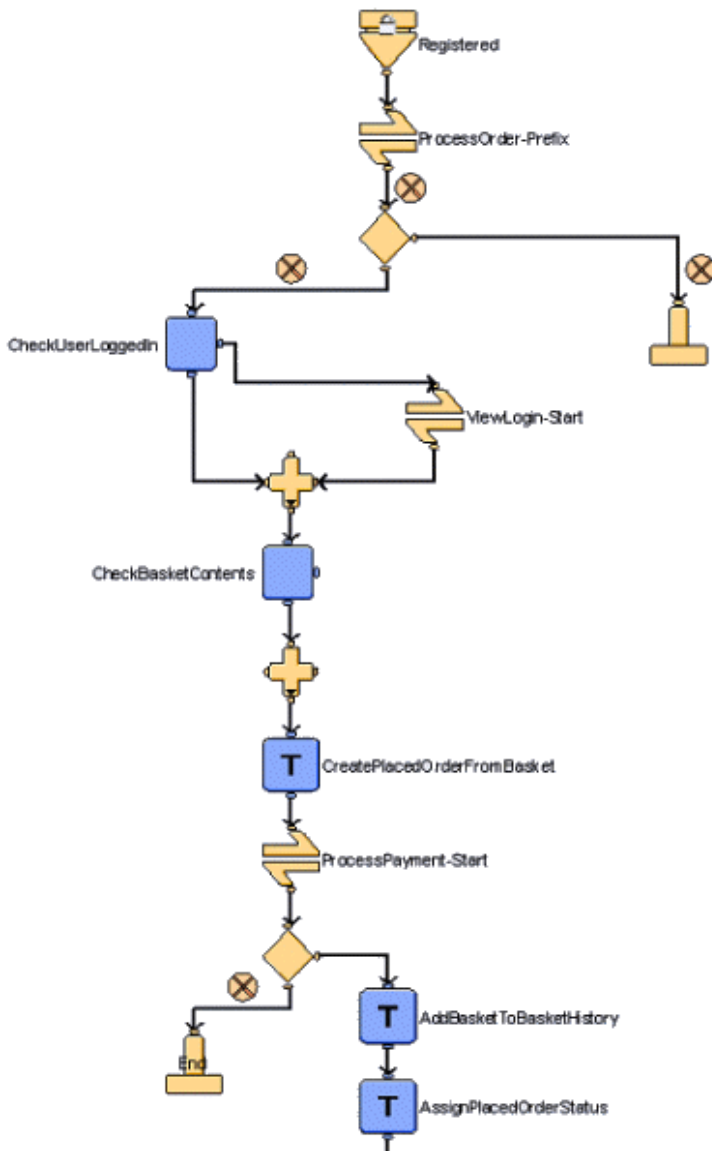 Registered
ProcessOrder-Prefix
CheckUserLoggedIn
ViewLogin-Start
CheckBasketContents
T
CreatePlacedOrderFromBasket
ProcessPayment-Start
T
AddBasketToBasketHistory
End
T
AssignPlacedOrderStatus